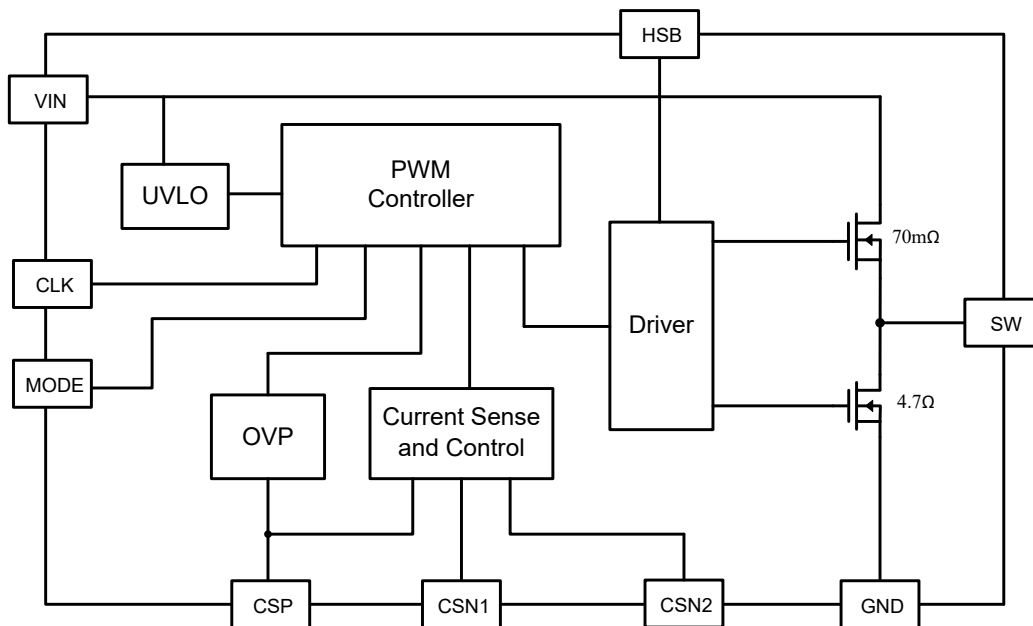 HSB
VIN
PWM
Controller
UVLO
70mΩ
CLK
Driver
SW
MODE
4.7Ω
OVP
Current Sense
and Control
CSP
CSN1
CSN2
GND